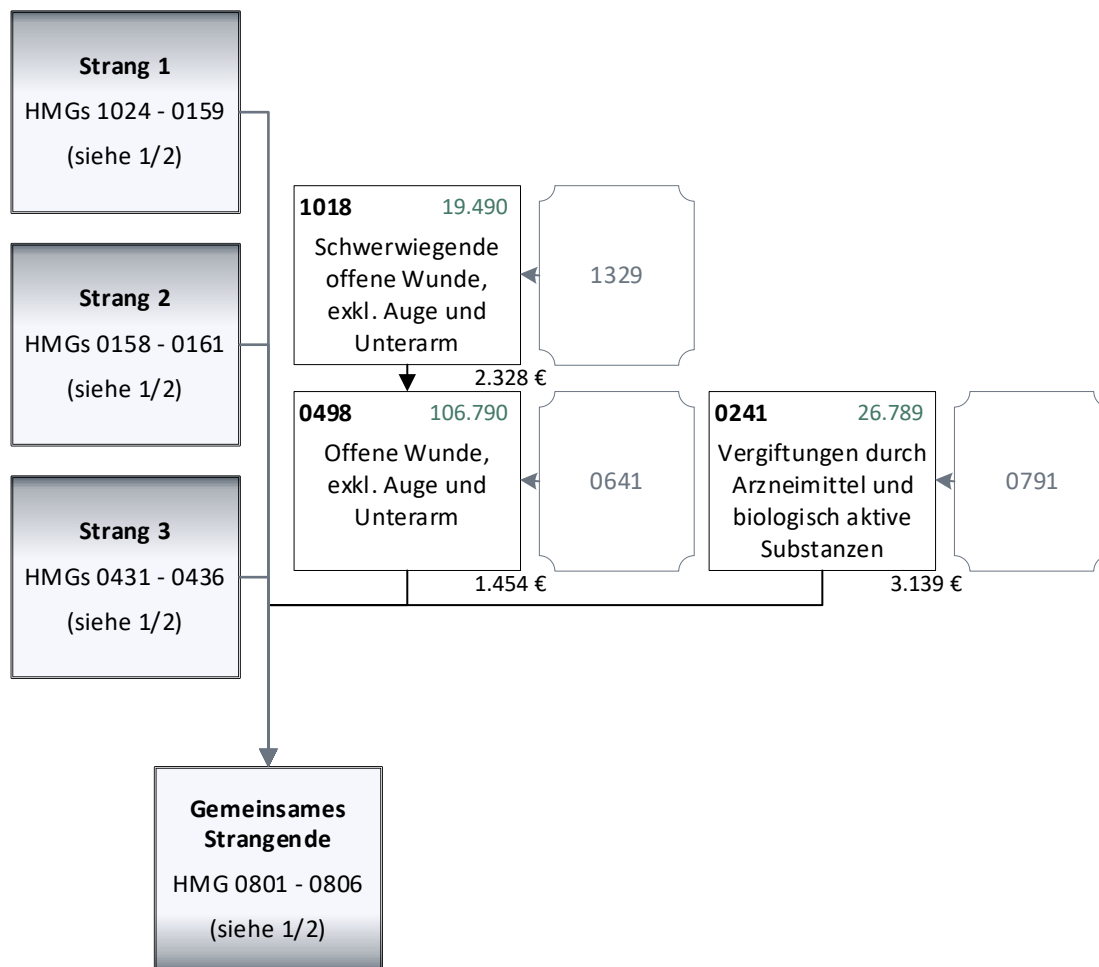 Strang 1
HMGs 1024 - 0159
(siehe 1/2)
Strang 2
HMGs 0158 - 0161
(siehe 1/2)
Strang 3
HMGs 0431 - 0436
(siehe 1/2)
1018 19.490
Schwerwiegende
offene Wunde,
exkl. Auge und
Unterarm
1329
2.328 €
0498 106.790
Offene Wunde,
exkl. Auge und
Unterarm
0641
1.454 €
0241 26.789
Vergiftungen durch
Arzneimittel und
biologisch aktive
Substanzen
0791
3.139 €
Gemeinsames
Strangende
HMG 0801 - 0806
(siehe 1/2)